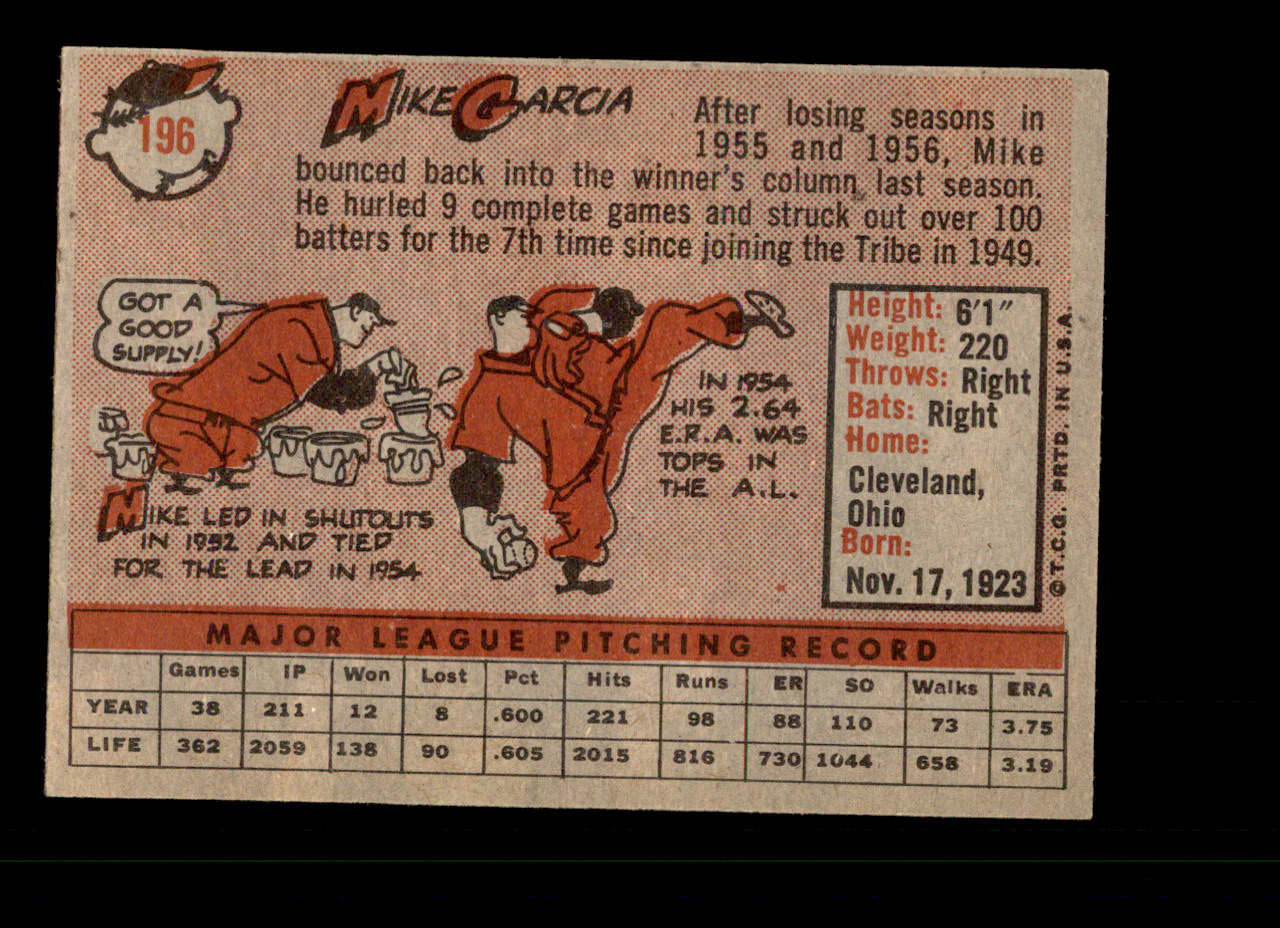 196
MIKE GARCIA
After losing seasons in
1955 and 1956, Mike
bounced back into the winner's column last season.
He hurled 9 complete games and struck out over 100
batters for the 7th time since joining the Tribe in 1949.
GOT A
GOOD
SUPPLY!
MIKE LED IN SHUTOUTS
IN 1952 AND TIED
FOR THE LEAD IN 1954
IN 1954
HIS 2.64
E.R.A. WAS
TOPS IN
THE A.L.
Height: 6'1"
Weight: 220
Throws: Right
Bats: Right
Home:
Cleveland,
Ohio
Born:
Nov. 17, 1923
©T.C.G. PRTD. IN U.S.A.
MAJOR LEAGUE PITCHING RECORD
Games IP Won Lost Pct Hits Runs ER SO Walks ERA
YEAR 38 211 12 8 .600 221 98 88 110 73 3.75
LIFE 362 2059 138 90 .605 2015 816 730 1044 658 3.19